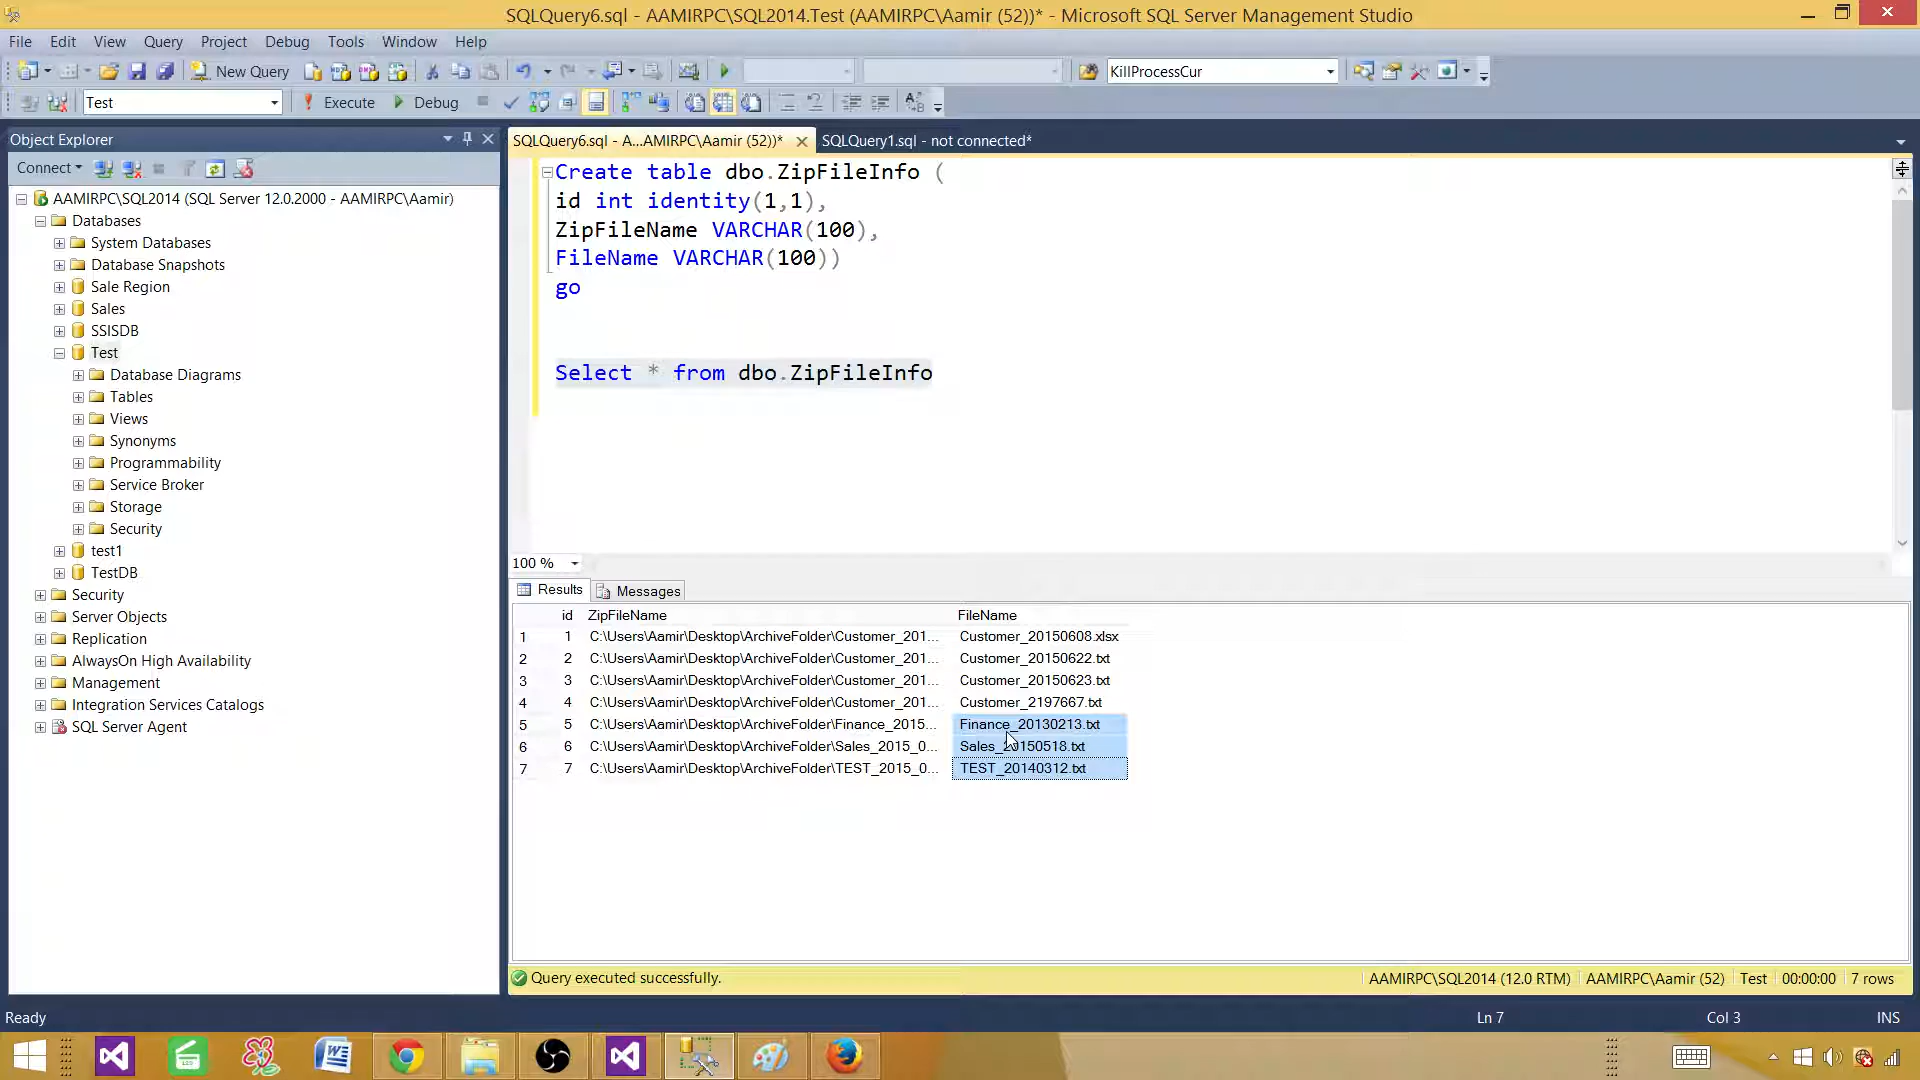 SQLQuery6.sql - AAMIRPC\SQL2014.Test (AAMIRPC\Aamir (52))* - Microsoft SQL Server Management Studio
File Edit View Query Project Debug Tools Window Help
New Query KillProcessCur
Test Execute Debug
Object Explorer
SQLQuery6.sql - A...AMIRPC\Aamir (52))* SQLQuery1.sql - not connected*
Connect
AAMIRPC\SQL2014 (SQL Server 12.0.2000 - AAMIRPC\Aamir)
Databases
System Databases
Database Snapshots
Sale Region
Sales
SSISDB
Test
Database Diagrams
Tables
Views
Synonyms
Programmability
Service Broker
Storage
Security
test1
TestDB
Security
Server Objects
Replication
AlwaysOn High Availability
Management
Integration Services Catalogs
SQL Server Agent
Create table dbo.ZipFileInfo (
id int identity(1,1),
ZipFileName VARCHAR(100),
FileName VARCHAR(100))
go
Select * from dbo.ZipFileInfo
100 %
Results Messages
id ZipFileName FileName
1 1 C:\Users\Aamir\Desktop\ArchiveFolder\Customer_201... Customer_20150608.xlsx
2 2 C:\Users\Aamir\Desktop\ArchiveFolder\Customer_201... Customer_20150622.txt
3 3 C:\Users\Aamir\Desktop\ArchiveFolder\Customer_201... Customer_20150623.txt
4 4 C:\Users\Aamir\Desktop\ArchiveFolder\Customer_201... Customer_2197667.txt
5 5 C:\Users\Aamir\Desktop\ArchiveFolder\Finance_2015... Finance_20130213.txt
6 6 C:\Users\Aamir\Desktop\ArchiveFolder\Sales_2015_0... Sales_20150518.txt
7 7 C:\Users\Aamir\Desktop\ArchiveFolder\TEST_2015_0... TEST_20140312.txt
Query executed successfully. AAMIRPC\SQL2014 (12.0 RTM) AAMIRPC\Aamir (52) Test 00:00:00 7 rows
Ready Ln 7 Col 3 INS